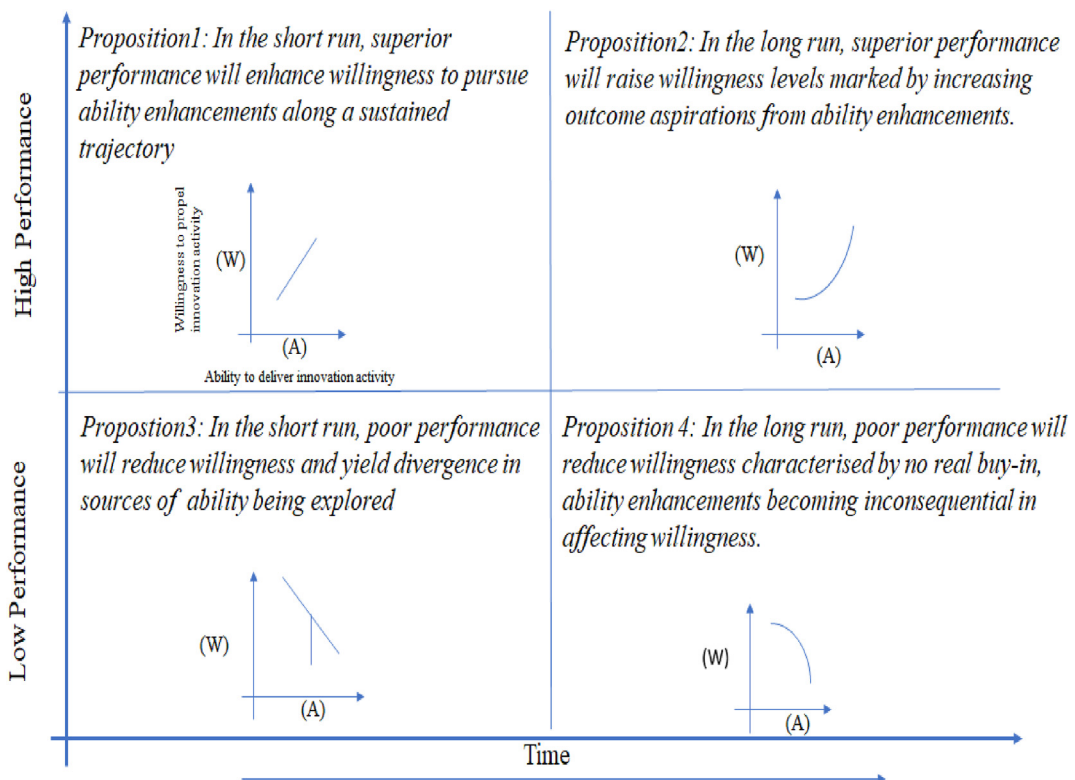 High Performance
Proposition1: In the short run, superior
performance will enhance willingness to pursue
ability enhancements along a sustained
trajectory
Willingness to propel
innovation activity
(W)
(A)
Ability to deliver innovation activity
Proposition2: In the long run, superior performance
will raise willingness levels marked by increasing
outcome aspirations from ability enhancements.
(W)
(A)
Low Performance
Propostion3: In the short run, poor performance
will reduce willingness and yield divergence in
sources of ability being explored
(W)
(A)
Proposition 4: In the long run, poor performance will
reduce willingness characterised by no real buy-in,
ability enhancements becoming inconsequential in
affecting willingness.
(W)
(A)
Time